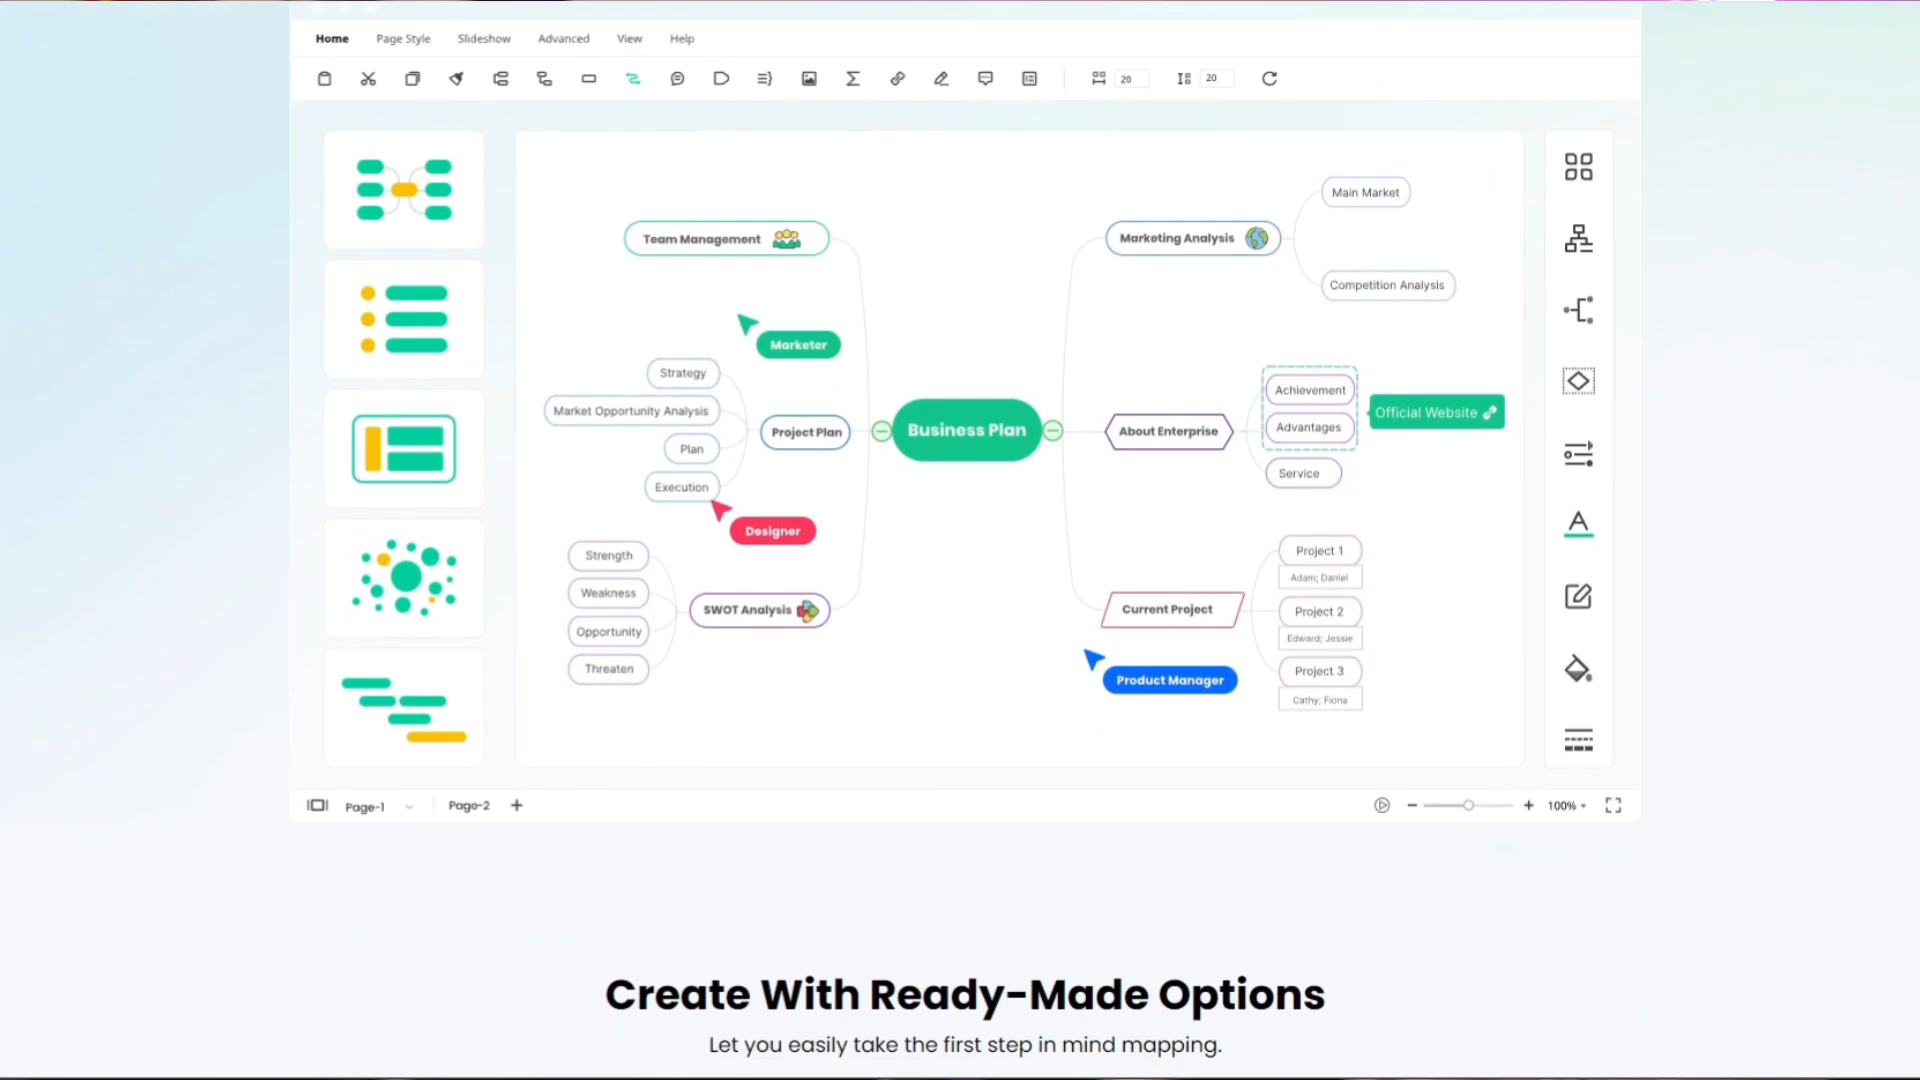 Home Page Style Slideshow Advanced View Help
20 20
Team Management
Marketer
Strategy
Market Opportunity Analysis
Plan
Execution
Project Plan
Designer
Strength
Weakness
Opportunity
Threaten
SWOT Analysis
Business Plan
Marketing Analysis
Main Market
Competition Analysis
About Enterprise
Achievement
Advantages
Service
Official Website
Current Project
Project 1
Adam; Daniel
Project 2
Edward; Jessie
Project 3
Cathy; Fiona
Product Manager
Page-1 Page-2 100%
Create With Ready-Made Options
Let you easily take the first step in mind mapping.